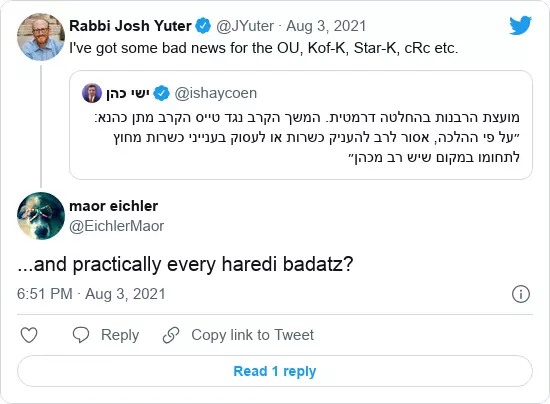 Rabbi Josh Yuter @JYuter · Aug 3, 2021
I've got some bad news for the OU, Kof-K, Star-K, cRc etc.
ישי כהן @ishaycoen
מועצת הרבנות בהחלטה דרמטית. המשך הקרב נגד טייס הקרב מתן כהנא:
״על פי ההלכה, אסור לרב להעניק כשרות או לעסוק בענייני כשרות מחוץ
לתחומו במקום שיש רב מכהן״
maor eichler
@EichlerMaor
...and practically every haredi badatz?
6:51 PM · Aug 3, 2021
Reply Copy link to Tweet
Read 1 reply